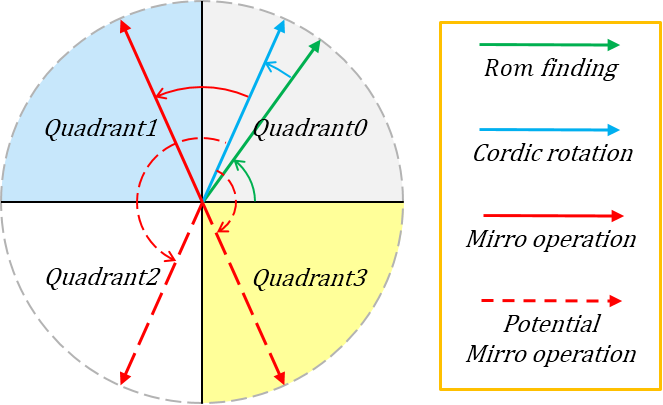 Quadrant1
Quadrant0
Quadrant2
Quadrant3
Rom finding
Cordic rotation
Mirro operation
Potential
Mirro operation